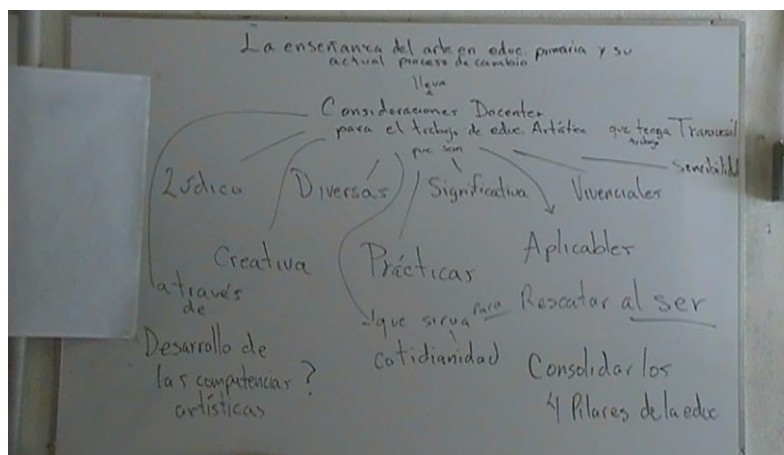 La enseñanza del arte en educ. primaria y su
actual proceso de cambio
lleva
a
Consideraciones Docentes
para el trabajo de educ. Artística
que tenga
trabajo
que son
Sensibilidad
Lúdico
Diversas
Significativa
Vivenciales
Creativa
Prácticas
Aplicables
a través
de
que sirva
para
Rescatar al ser
cotidianidad
Desarrollo de
las competencias ?
artísticas
Consolidar los
4 Pilares de la educ